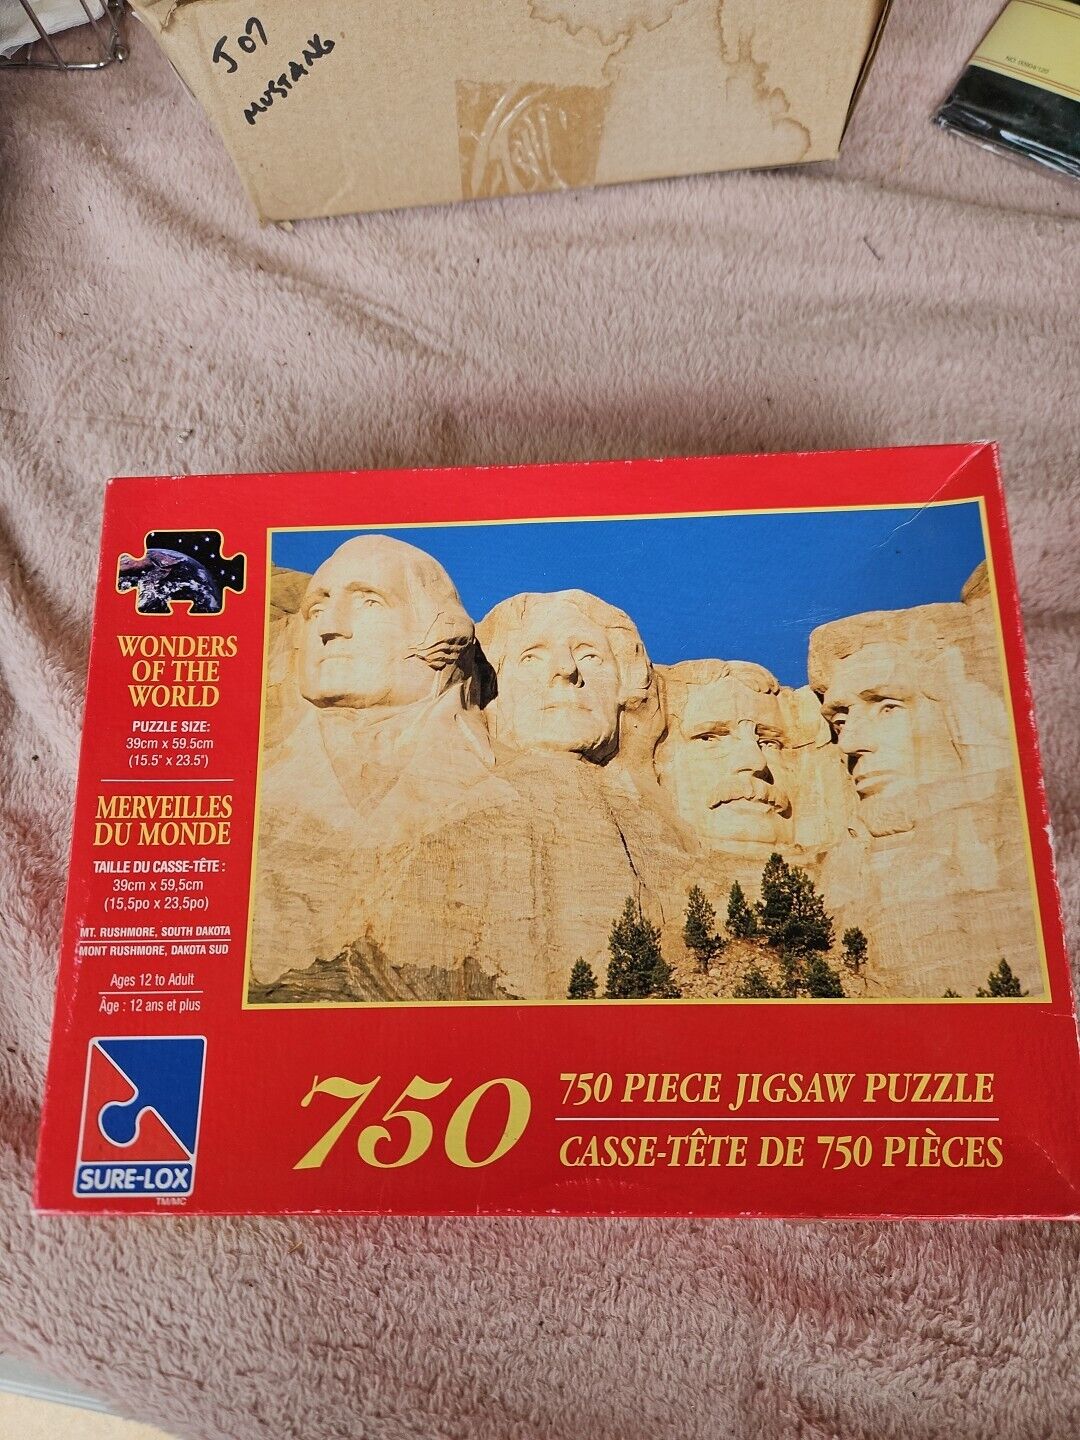 J07
MUSTANG
NO. 00904/120
WONDERS
OF THE
WORLD
PUZZLE SIZE:
39cm x 59.5cm
(15.5" x 23.5")
MERVEILLES
DU MONDE
TAILLE DU CASSE-TÊTE :
39cm x 59,5cm
(15,5po x 23,5po)
MT. RUSHMORE, SOUTH DAKOTA
MONT RUSHMORE, DAKOTA SUD
Ages 12 to Adult
Âge : 12 ans et plus
SURE-LOX
TM/MC
750
750 PIECE JIGSAW PUZZLE
CASSE-TÊTE DE 750 PIÈCES